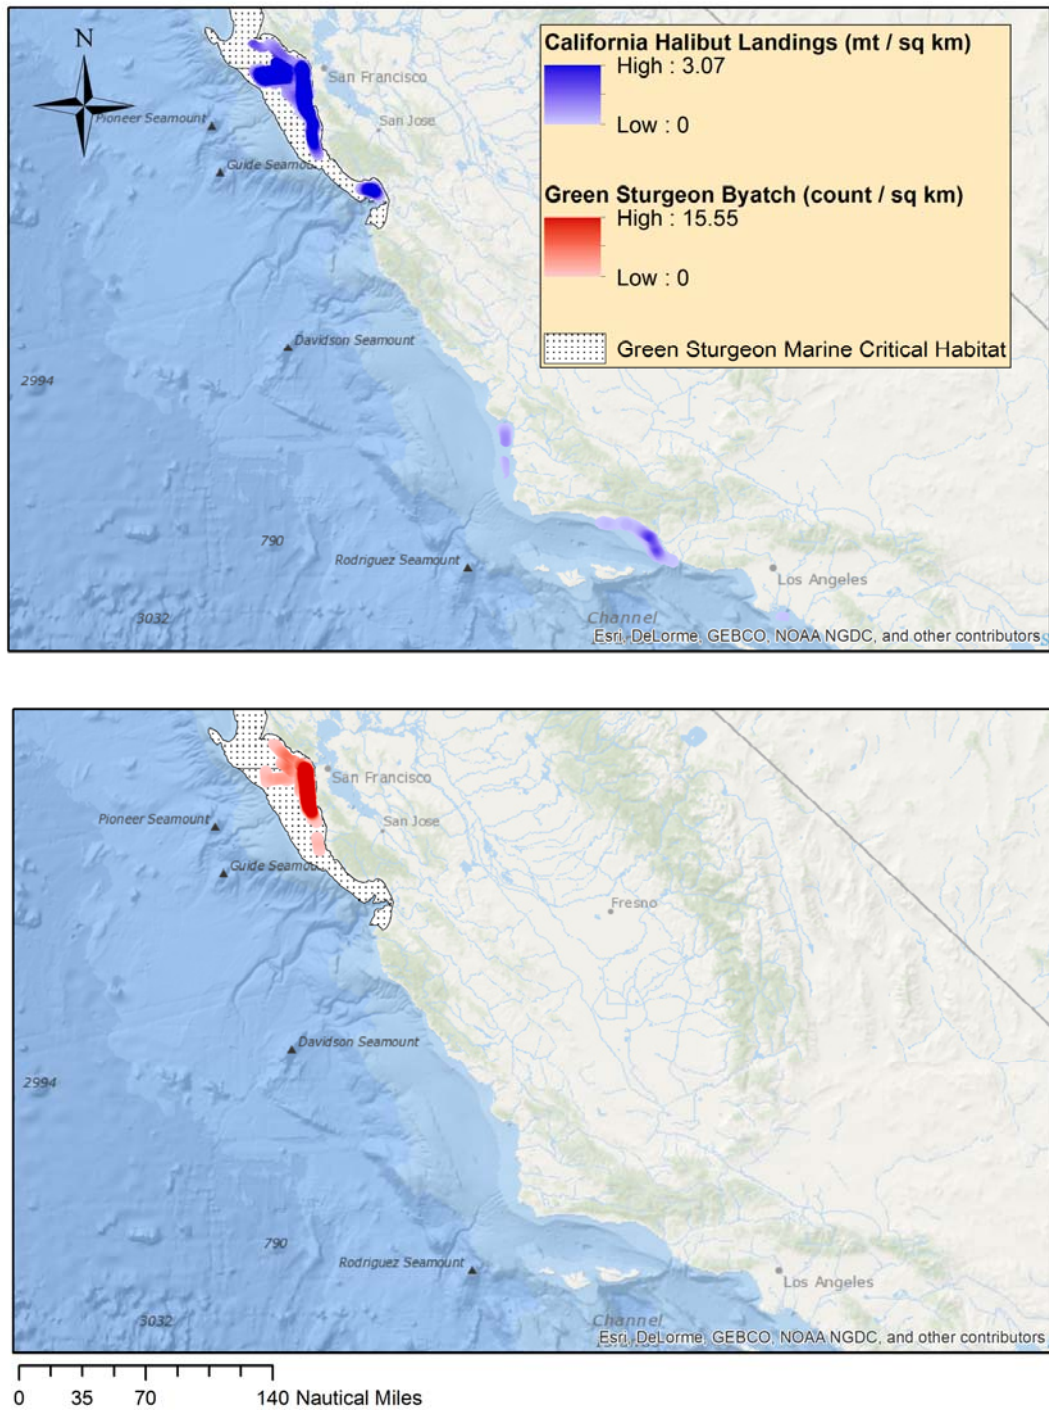 N
California Halibut Landings (mt / sq km)
High : 3.07
Low : 0
Green Sturgeon Byatch (count / sq km)
High : 15.55
Low : 0
Green Sturgeon Marine Critical Habitat
San Francisco
San Jose
Pioneer Seamount
Guide
Davidson Seamount
2994
790
Rodriguez Seamount
Los Angeles
3032
Channel
Esri, DeLorme, GEBCO, NOAA NGDC, and other contributors
San Francisco
Pioneer Seamount
San Jose
Guide
Fresno
Davidson Seamount
2994
790
Rodriguez Seamount
Los Angeles
3032
Channel
Esri, DeLorme, GEBCO, NOAA NGDC, and other contributors
0 35 70 140 Nautical Miles